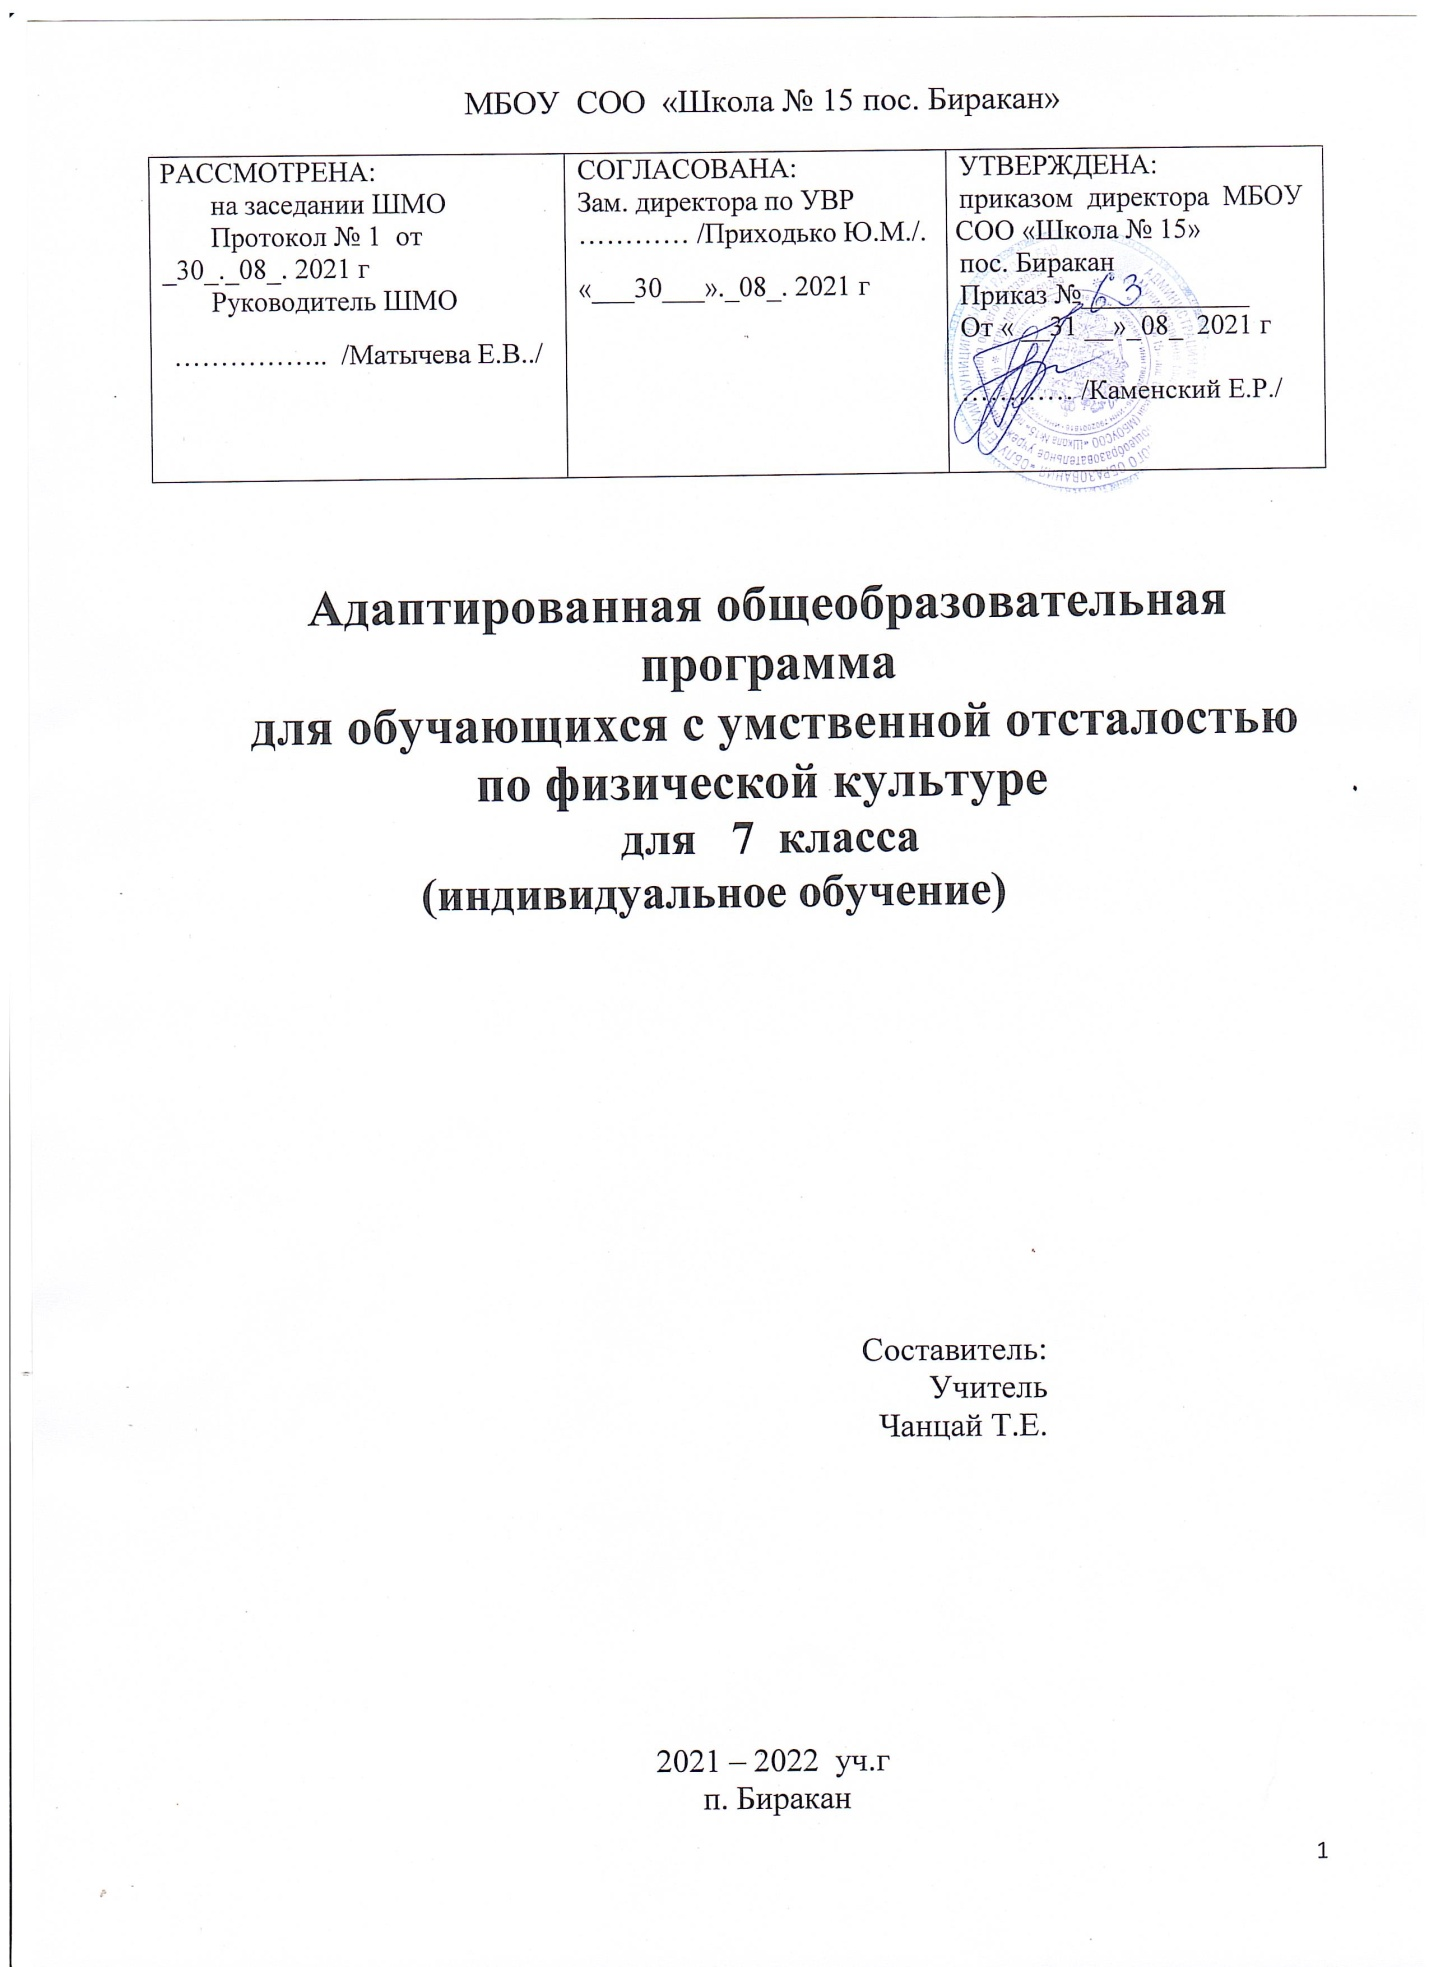 МБОУ СОО «Школа № 15 пос. Биракан»
РАССМОТРЕНА:
на заседании ШМО
Протокол № 1 от
_30_._08_. 2021 г
Руководитель ШМО
…………….. /Матычева Е.В../
СОГЛАСОВАНА:
Зам. директора по УВР
………… /Приходько Ю.М./.
«___30___»._08_. 2021 г
УТВЕРЖДЕНА:
приказом директора МБОУ
СОО «Школа № 15»
пос. Биракан
Приказ № 63
От «__31__»_08_ 2021 г
………….. /Каменский Е.Р./
Адаптированная общеобразовательная
программа
для обучающихся с умственной отсталостью
по физической культуре
для 7 класса
(индивидуальное обучение)
Составитель:
Учитель
Чанцай Т.Е.
2021 – 2022 уч.г
п. Биракан
1